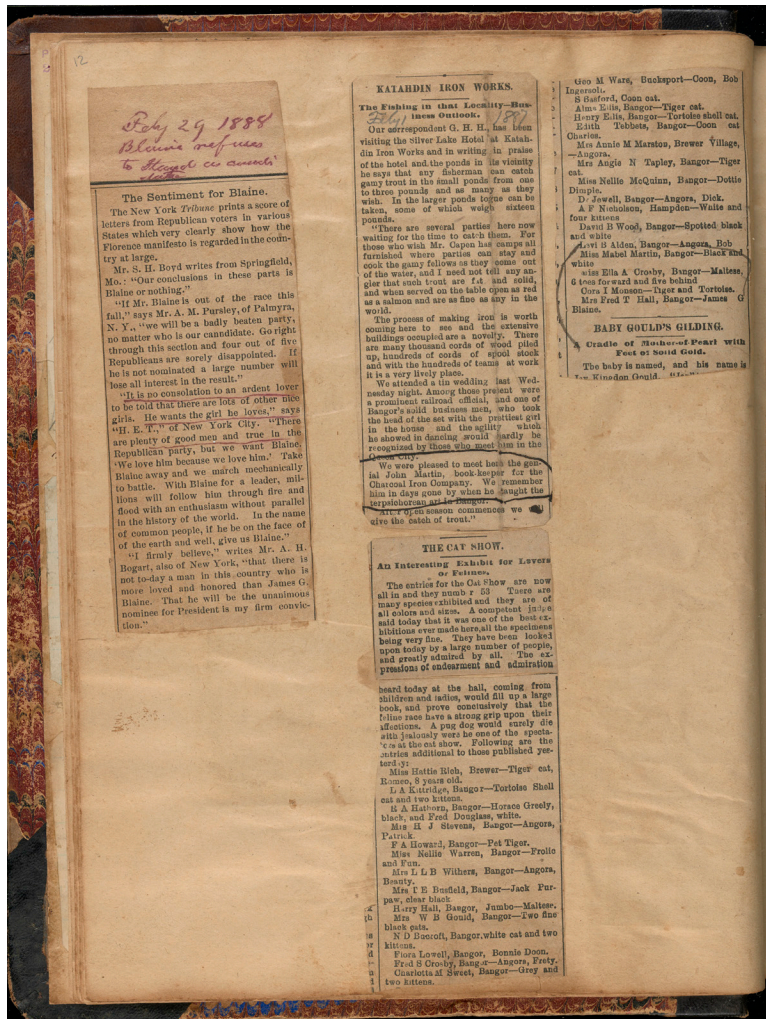 12
Feby 29 1888
Blaine refuses
to Stand as candi
date
The Sentiment for Blaine.
The New York Tribune prints a score of
letters from Republican voters in various
States which very clearly show how the
Florence manifesto is regarded in the coun-
try at large.
Mr. S. H. Boyd writes from Springfield,
Mo.: "Our conclusions in these parts is
Blaine or nothing."
"If Mr. Blaine is out of the race this
fall," says Mr. A. M. Pursley, of Palmyra,
N. Y., "we will be a badly beaten party,
no matter who is our candidate. Go right
through this section and four out of five
Republicans are sorely disappointed. If
he is not nominated a large number will
lose all interest in the result."
"It is no consolation to an ardent lover
to be told that there are lots of other nice
girls. He wants the girl he loves," says
"H. E. T.," of New York City. "There
are plenty of good men and true in the
Republican party, but we want Blaine.
'We love him because we love him.' Take
Blaine away and we march mechanically
to battle. With Blaine for a leader, mil-
lions will follow him through fire and
flood with an enthusiasm without parallel
in the history of the world. In the name
of common people, if he be on the face of
the earth and well, give us Blaine."
"I firmly believe," writes Mr. A. H.
Bogart, also of New York, "that there is
not to-day a man in this country who is
more loved and honored than James G.
Blaine. That he will be the unanimous
nominee for President is my firm convic-
tion."
KATAHDIN IRON WORKS.
The Fishing in that Locality—Bus-
iness Outlook.
Feby 1887
Our correspondent G. H. H., has been
visiting the Silver Lake Hotel at Katah-
din Iron Works and in writing in praise
of the hotel and the ponds in its vicinity
he says that any fisherman can catch
gamy trout in the small ponds from one
to three pounds and as many as they
wish. In the larger ponds togue can be
taken, some of which weigh sixteen
pounds.
"There are several parties here now
waiting for the time to catch them. For
those who wish Mr. Capen has camps all
furnished where parties can stay and
cook the gamy fellows as they come out
of the water, and I need not tell any an-
gler that such trout are fat and solid,
and when served on the table open as red
as a salmon and are as fine as any in the
world.
The process of making iron is worth
coming here to see and the extensive
buildings occupied are a novelty. There
are many thousand cords of wood piled
up, hundreds of cords of spool stock
and with the hundreds of teams at work
it is a very lively place.
We attended a tin wedding last Wed-
nesday night. Among those present were
a prominent railroad official, and one of
Bangor's solid business men, who took
the head of the set with the prettiest girl
in the house and the agility which
he showed in dancing would hardly be
recognized by those who meet him in the
Queen City.
We were pleased to meet here the gen-
ial John Martin, book-keeper for the
Charcoal Iron Company. We remember
him in days gone by when he taught the
terpsichorean art in Bangor.
After open season commences we will
give the catch of trout."
THE CAT SHOW.
An Interesting Exhibit for Lovers
of Felines.
The entries for the Cat Show are now
all in and they numb r 53 There are
many species exhibited and they are of
all colors and sizes. A competent judge
said today that it was one of the best ex-
hibitions ever made here, all the specimens
being very fine. They have been looked
upon today by a large number of people,
and greatly admired by all. The ex-
pressions of endearment and admiration
heard today at the hall, coming from
children and ladies, would fill up a large
book, and prove conclusively that the
feline race have a strong grip upon their
affections. A pug dog would surely die
with jealously were he one of the specta-
tors at the cat show. Following are the
entries additional to those published yes-
terday:
Miss Hattie Rich, Brewer—Tiger cat,
Romeo, 8 years old.
L A Kittridge, Bangor—Tortoise Shell
cat and two kittens.
E A Hathorn, Bangor—Horace Greely,
black, and Fred Douglass, white.
Mrs H J Stevens, Bangor—Angora,
Patrick.
F A Howard, Bangor—Pet Tiger.
Miss Nellie Warren, Bangor—Frolic
and Fun.
Mrs L L B Withers, Bangor—Angora,
Beauty.
Mrs T E Busfield, Bangor—Jack Pur-
paw, clear black.
Harry Hall, Bangor, Jumbo—Maltese.
Mrs W B Gould, Bangor—Two fine
black cats.
N D Bancroft, Bangor, white cat and two
kittens.
Flora Lowell, Bangor, Bonnie Doon.
Fred S Crosby, Bangor—Angora, Frety.
Charlotta M Sweet, Bangor—Grey and
two kittens.
Geo M Ware, Bucksport—Coon, Bob
Ingersoll.
S Basford, Coon cat.
Alma Ellis, Bangor—Tiger cat.
Henry Ellis, Bangor—Tortoise shell cat.
Edith Tebbets, Bangor—Coon cat
Charles.
Mrs Annie M Marston, Brewer Village,
—Angora.
Mrs Angis N Tapley, Bangor—Tiger
cat.
Miss Nellie McQuinn, Bangor—Dottie
Dimple.
Dr Jewell, Bangor—Angora, Dick.
A F Nicholson, Hampden—White and
four kittens
David B Wood, Bangor—Spotted black
and white
Levi B Alden, Bangor—Angora, Bob
Miss Mabel Martin, Bangor—Black and
white
Miss Ella A Crosby, Bangor—Maltese,
6 toes forward and five behind
Cora I Monson—Tiger and Tortoise.
Mrs Fred T Hall, Bangor—James G
Blaine.
BABY GOULD'S GILDING.
A Cradle of Mother-of-Pearl with
Feet of Solid Gold.
The baby is named, and his name is
Kingdon Gould.